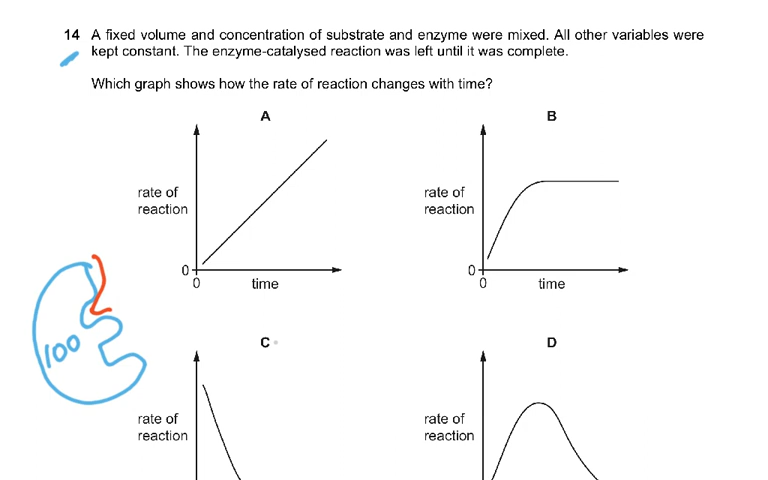 14 A fixed volume and concentration of substrate and enzyme were mixed. All other variables were
kept constant. The enzyme-catalysed reaction was left until it was complete.
Which graph shows how the rate of reaction changes with time?
A
B
rate of
reaction
0
0
time
rate of
reaction
0
0
time
100
C
D
rate of
reaction
rate of
reaction